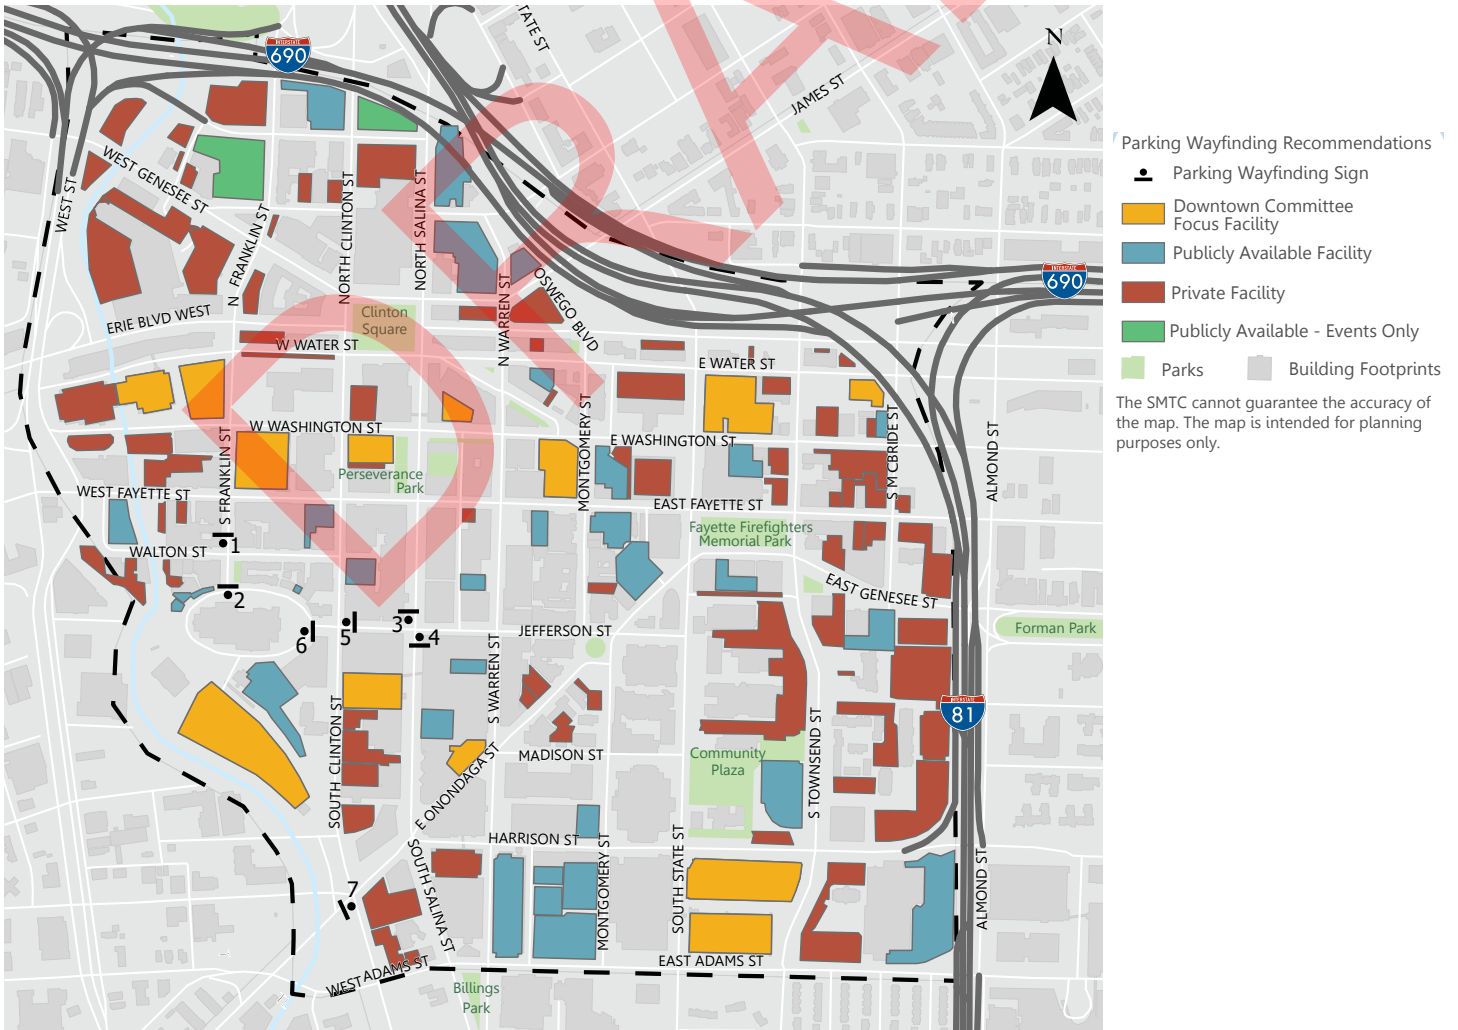 STATE ST
INTERSTATE
690
N
JAMES ST
WEST GENESEE ST
WEST ST
N FRANKLIN ST
NORTH CLINTON ST
NORTH SALINA ST
OSWEGO BLVD
N WARREN ST
INTERSTATE
690
ERIE BLVD WEST
Clinton
Square
W WATER ST
E WATER ST
W WASHINGTON ST
E WASHINGTON ST
MONTGOMERY ST
S MCBRIDE ST
ALMOND ST
S FRANKLIN ST
Perseverance
Park
WEST FAYETTE ST
EAST FAYETTE ST
Fayette Firefighters
Memorial Park
1
WALTON ST
EAST GENESEE ST
2
3
4
5
6
JEFFERSON ST
Forman Park
S WARREN ST
SOUTH CLINTON ST
INTERSTATE
81
S TOWNSEND ST
MADISON ST
Community
Plaza
E ONONDAGA ST
HARRISON ST
SOUTH SALINA ST
MONTGOMERY ST
SOUTH STATE ST
ALMOND ST
7
WEST ADAMS ST
EAST ADAMS ST
Billings
Park
Parking Wayfinding Recommendations
Parking Wayfinding Sign
Downtown Committee
Focus Facility
Publicly Available Facility
Private Facility
Publicly Available - Events Only
Parks
Building Footprints
The SMTC cannot guarantee the accuracy of
the map. The map is intended for planning
purposes only.